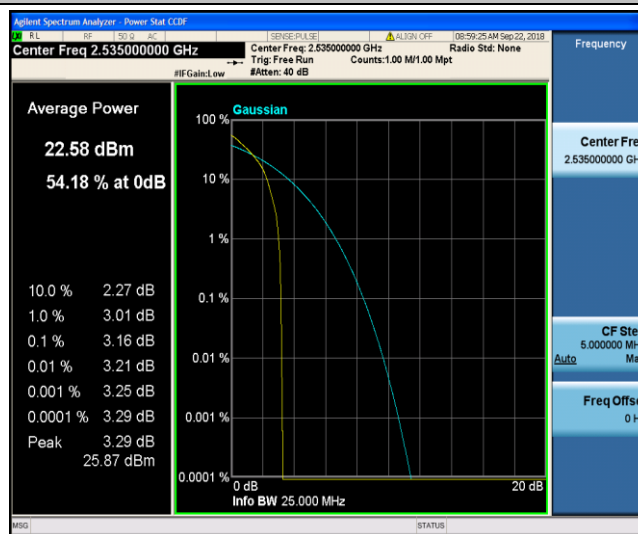 Agilent Spectrum Analyzer - Power Stat CCDF
RL RF 50 Ω AC SENSE:PULSE ALIGN OFF 08:59:25 AM Sep 22, 2018
Center Freq 2.535000000 GHz
Center Freq: 2.535000000 GHz Radio Std: None
Trig: Free Run Counts:1.00 M/1.00 Mpt
#IFGain:Low #Atten: 40 dB
Frequency
Average Power
22.58 dBm
54.18 % at 0dB
10.0 % 2.27 dB
1.0 % 3.01 dB
0.1 % 3.16 dB
0.01 % 3.21 dB
0.001 % 3.25 dB
0.0001 % 3.29 dB
Peak 3.29 dB
25.87 dBm
Gaussian
100 %
10 %
1 %
0.1 %
0.01 %
0.001 %
0.0001 %
0 dB 20 dB
Info BW 25.000 MHz
Center Fre
2.535000000 GH
CF Ste
5.000000 MH
Auto Ma
Freq Offs
0 H
MSG STATUS